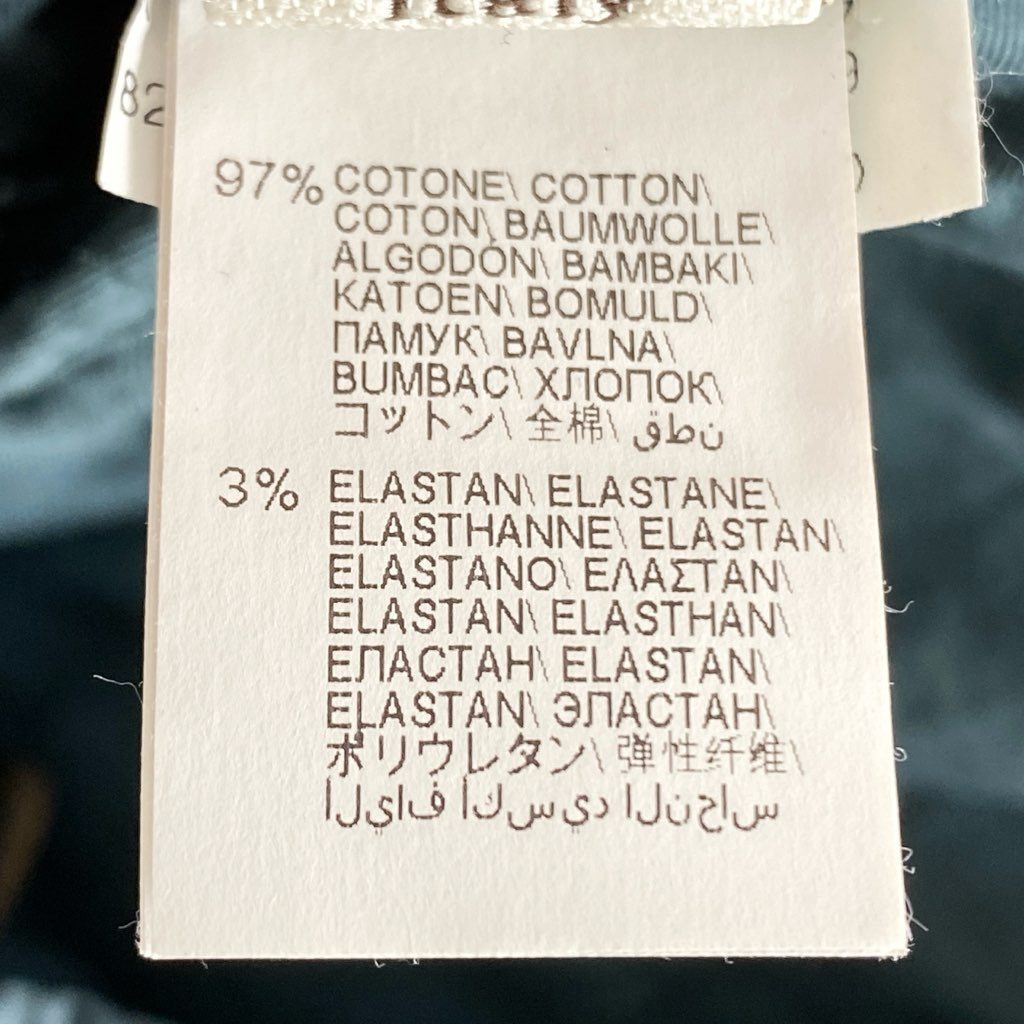 82
97% COTONE\ COTTON\
COTON\ BAUMWOLLE\
ALGODÓN\ BAMBAKI\
KATOEN\ BOMULD\
ПАМУК\ BAVLNA\
BUMBAC\ ХЛОПОК\
コットン\ 全棉\ قطن
3% ELASTAN\ ELASTANE\
ELASTHANNE\ ELASTAN\
ELASTANO\ ΕΛΑΣΤΑΝ\
ELASTAN\ ELASTHAN\
ЕЛАСТАН\ ELASTAN\
ELASTAN\ ЭЛАСТАН\
ポリウレタン\ 弹性纤维\
الياف اكسيد النحاس